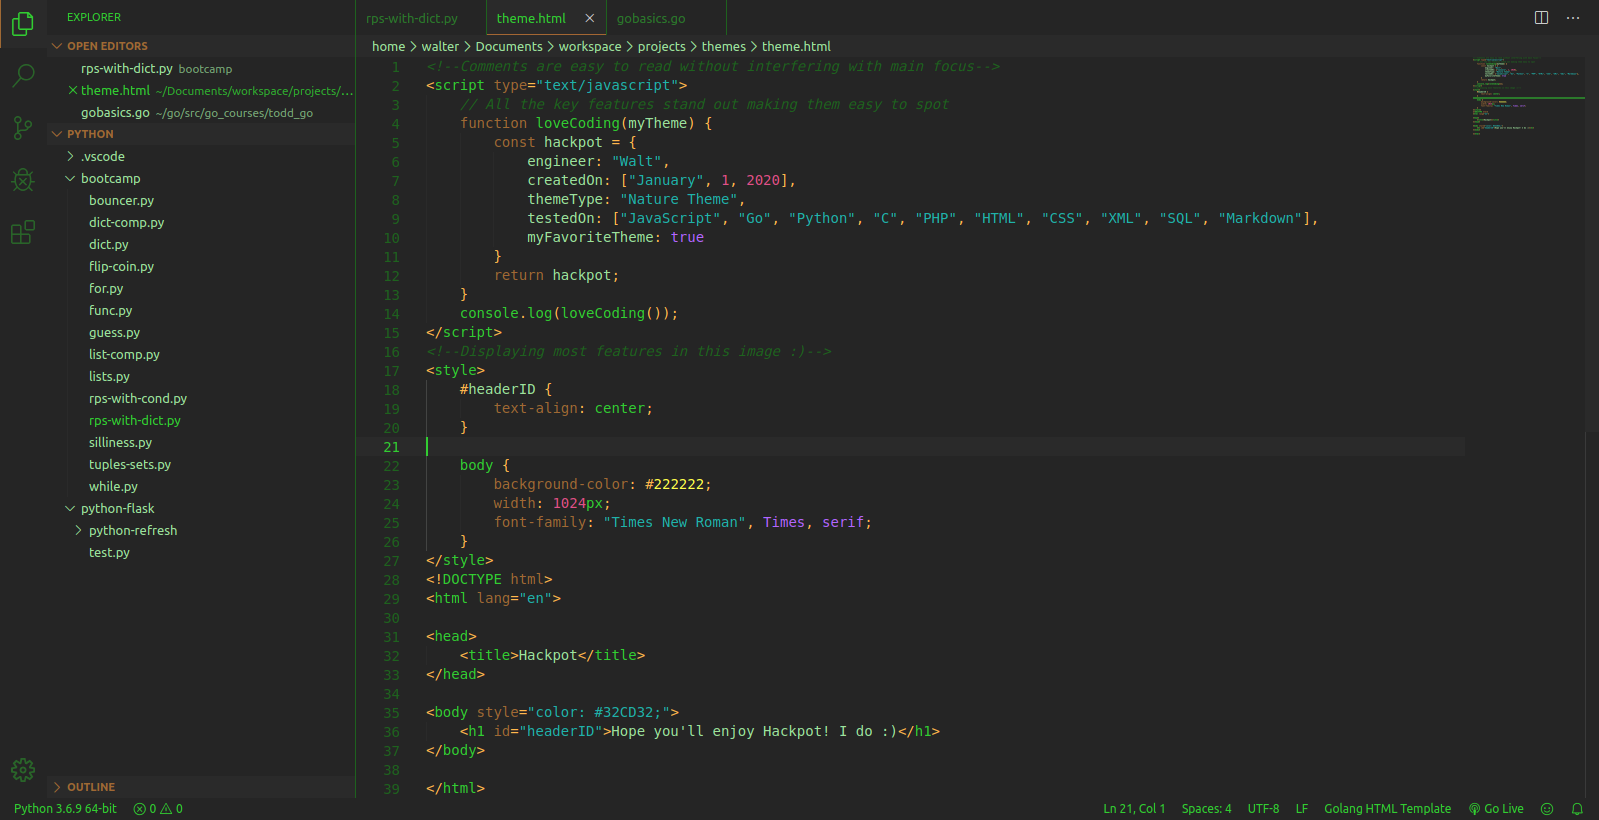 EXPLORER
OPEN EDITORS
rps-with-dict.py bootcamp
theme.html ~/Documents/workspace/projects/...
gobasics.go ~/go/src/go_courses/todd_go
PYTHON
.vscode
bootcamp
bouncer.py
dict-comp.py
dict.py
flip-coin.py
for.py
func.py
guess.py
list-comp.py
lists.py
rps-with-cond.py
rps-with-dict.py
silliness.py
tuples-sets.py
while.py
python-flask
python-refresh
test.py
OUTLINE
rps-with-dict.py theme.html gobasics.go
home > walter > Documents > workspace > projects > themes > theme.html
1 <!--Comments are easy to read without interfering with main focus-->
2 <script type="text/javascript">
3 // All the key features stand out making them easy to spot
4 function loveCoding(myTheme) {
5 const hackpot = {
6 engineer: "Walt",
7 createdOn: ["January", 1, 2020],
8 themeType: "Nature Theme",
9 testedOn: ["JavaScript", "Go", "Python", "C", "PHP", "HTML", "CSS", "XML", "SQL", "Markdown"],
10 myFavoriteTheme: true
11 }
12 return hackpot;
13 }
14 console.log(loveCoding());
15 </script>
16 <!--Displaying most features in this image :)-->
17 <style>
18 #headerID {
19 text-align: center;
20 }
21
22 body {
23 background-color: #222222;
24 width: 1024px;
25 font-family: "Times New Roman", Times, serif;
26 }
27 </style>
28 <!DOCTYPE html>
29 <html lang="en">
30
31 <head>
32 <title>Hackpot</title>
33 </head>
34
35 <body style="color: #32CD32;">
36 <h1 id="headerID">Hope you'll enjoy Hackpot! I do :)</h1>
37 </body>
38
39 </html>
Python 3.6.9 64-bit 0 0 Ln 21, Col 1 Spaces: 4 UTF-8 LF Golang HTML Template Go Live